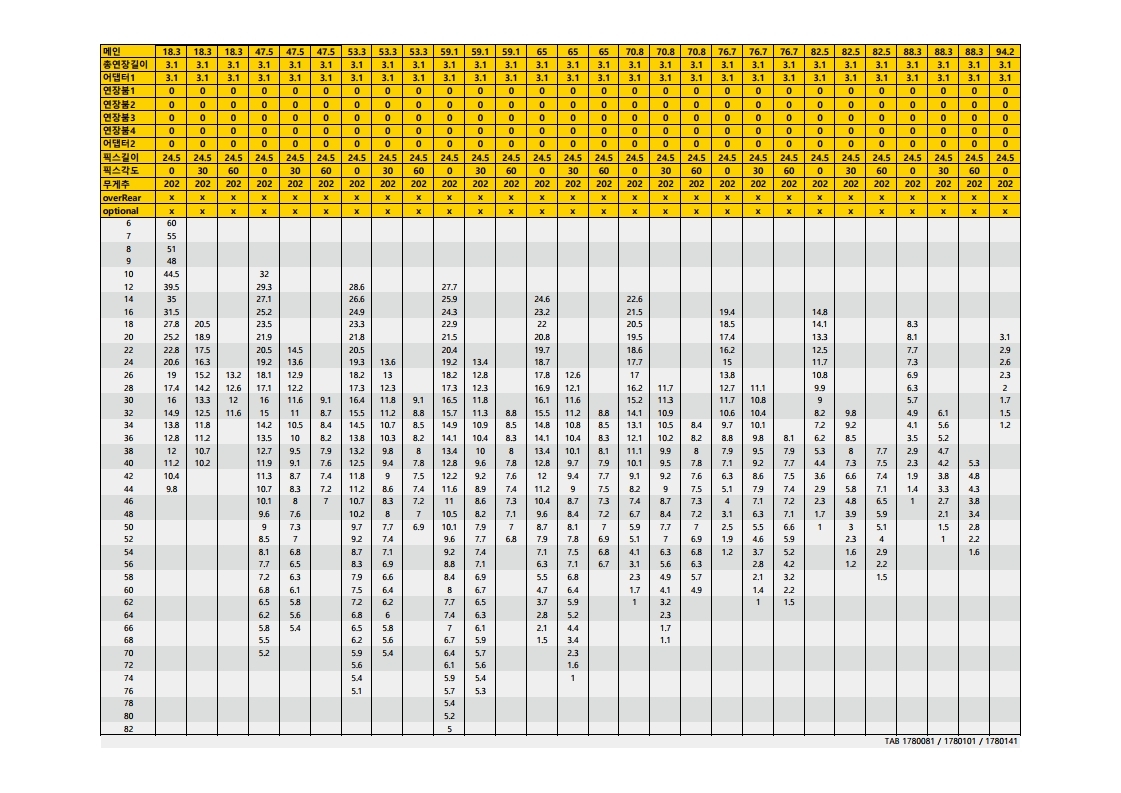 메인 18.3 18.3 18.3 47.5 47.5 47.5 53.3 53.3 53.3 59.1 59.1 59.1 65 65 65 70.8 70.8 70.8 76.7 76.7 76.7 82.5 82.5 82.5 88.3 88.3 88.3 94.2
총연장길이 3.1 3.1 3.1 3.1 3.1 3.1 3.1 3.1 3.1 3.1 3.1 3.1 3.1 3.1 3.1 3.1 3.1 3.1 3.1 3.1 3.1 3.1 3.1 3.1 3.1 3.1 3.1 3.1
어댑터1 3.1 3.1 3.1 3.1 3.1 3.1 3.1 3.1 3.1 3.1 3.1 3.1 3.1 3.1 3.1 3.1 3.1 3.1 3.1 3.1 3.1 3.1 3.1 3.1 3.1 3.1 3.1 3.1
연장붐1 0 0 0 0 0 0 0 0 0 0 0 0 0 0 0 0 0 0 0 0 0 0 0 0 0 0 0 0
연장붐2 0 0 0 0 0 0 0 0 0 0 0 0 0 0 0 0 0 0 0 0 0 0 0 0 0 0 0 0
연장붐3 0 0 0 0 0 0 0 0 0 0 0 0 0 0 0 0 0 0 0 0 0 0 0 0 0 0 0 0
연장붐4 0 0 0 0 0 0 0 0 0 0 0 0 0 0 0 0 0 0 0 0 0 0 0 0 0 0 0 0
어댑터2 0 0 0 0 0 0 0 0 0 0 0 0 0 0 0 0 0 0 0 0 0 0 0 0 0 0 0 0
픽스길이 24.5 24.5 24.5 24.5 24.5 24.5 24.5 24.5 24.5 24.5 24.5 24.5 24.5 24.5 24.5 24.5 24.5 24.5 24.5 24.5 24.5 24.5 24.5 24.5 24.5 24.5 24.5 24.5
픽스각도 0 30 60 0 30 60 0 30 60 0 30 60 0 30 60 0 30 60 0 30 60 0 30 60 0 30 60 0
무게추 202 202 202 202 202 202 202 202 202 202 202 202 202 202 202 202 202 202 202 202 202 202 202 202 202 202 202 202
overRear x x x x x x x x x x x x x x x x x x x x x x x x x x x x
optional x x x x x x x x x x x x x x x x x x x x x x x x x x x x
6 60
7 55
8 51
9 48
10 44.5 32
12 39.5 29.3 28.6 27.7
14 35 27.1 26.6 25.9 24.6 22.6
16 31.5 25.2 24.9 24.3 23.2 21.5 19.4 14.8
18 27.8 20.5 23.5 23.3 22.9 22 20.5 18.5 14.1 8.3
20 25.2 18.9 21.9 21.8 21.5 20.8 19.5 17.4 13.3 8.1 3.1
22 22.8 17.5 20.5 14.5 20.5 20.4 19.7 18.6 16.2 12.5 7.7 2.9
24 20.6 16.3 19.2 13.6 19.3 13.6 19.2 13.4 18.7 17.7 15 11.7 7.3 2.6
26 19 15.2 13.2 18.1 12.9 18.2 13 18.2 12.8 17.8 12.6 17 13.8 10.8 6.9 2.3
28 17.4 14.2 12.6 17.1 12.2 17.3 12.3 17.3 12.3 16.9 12.1 16.2 11.7 12.7 11.1 9.9 6.3 2
30 16 13.3 12 16 11.6 9.1 16.4 11.8 9.1 16.5 11.8 16.1 11.6 15.2 11.3 11.7 10.8 9 5.7 1.7
32 14.9 12.5 11.6 15 11 8.7 15.5 11.2 8.8 15.7 11.3 8.8 15.5 11.2 8.8 14.1 10.9 10.6 10.4 8.2 9.8 4.9 6.1 1.5
34 13.8 11.8 14.2 10.5 8.4 14.5 10.7 8.5 14.9 10.9 8.5 14.8 10.8 8.5 13.1 10.5 8.4 9.7 10.1 7.2 9.2 4.1 5.6 1.2
36 12.8 11.2 13.5 10 8.2 13.8 10.3 8.2 14.1 10.4 8.3 14.1 10.4 8.3 12.1 10.2 8.2 8.8 9.8 8.1 6.2 8.5 3.5 5.2
38 12 10.7 12.7 9.5 7.9 13.2 9.8 8 13.4 10 8 13.4 10.1 8.1 11.1 9.9 8 7.9 9.5 7.9 5.3 8 7.7 2.9 4.7
40 11.2 10.2 11.9 9.1 7.6 12.5 9.4 7.8 12.8 9.6 7.8 12.8 9.7 7.9 10.1 9.5 7.8 7.1 9.2 7.7 4.4 7.3 7.5 2.3 4.2 5.3
42 10.4 11.3 8.7 7.4 11.8 9 7.5 12.2 9.2 7.6 12 9.4 7.7 9.1 9.2 7.6 6.3 8.6 7.5 3.6 6.6 7.4 1.9 3.8 4.8
44 9.8 10.7 8.3 7.2 11.2 8.6 7.4 11.6 8.9 7.4 11.2 9 7.5 8.2 9 7.5 5.1 7.9 7.4 2.9 5.8 7.1 1.4 3.3 4.3
46 10.1 8 7 10.7 8.3 7.2 11 8.6 7.3 10.4 8.7 7.3 7.4 8.7 7.3 4 7.1 7.2 2.3 4.8 6.5 1 2.7 3.8
48 9.6 7.6 10.2 8 7 10.5 8.2 7.1 9.6 8.4 7.2 6.7 8.4 7.2 3.1 6.3 7.1 1.7 3.9 5.9 2.1 3.4
50 9 7.3 9.7 7.7 6.9 10.1 7.9 7 8.7 8.1 7 5.9 7.7 7 2.5 5.5 6.6 1 3 5.1 1.5 2.8
52 8.5 7 9.2 7.4 9.6 7.7 6.8 7.9 7.8 6.9 5.1 7 6.9 1.9 4.6 5.9 2.3 4 1 2.2
54 8.1 6.8 8.7 7.1 9.2 7.4 7.1 7.5 6.8 4.1 6.3 6.8 1.2 3.7 5.2 1.6 2.9 1.6
56 7.7 6.5 8.3 6.9 8.8 7.1 6.3 7.1 6.7 3.1 5.6 6.3 2.8 4.2 1.2 2.2
58 7.2 6.3 7.9 6.6 8.4 6.9 5.5 6.8 2.3 4.9 5.7 2.1 3.2 1.5
60 6.8 6.1 7.5 6.4 8 6.7 4.7 6.4 1.7 4.1 4.9 1.4 2.2
62 6.5 5.8 7.2 6.2 7.7 6.5 3.7 5.9 1 3.2 1 1.5
64 6.2 5.6 6.8 6 7.4 6.3 2.8 5.2 2.3
66 5.8 5.4 6.5 5.8 7 6.1 2.1 4.4 1.7
68 5.5 6.2 5.6 6.7 5.9 1.5 3.4 1.1
70 5.2 5.9 5.4 6.4 5.7 2.3
72 5.6 6.1 5.6 1.6
74 5.4 5.9 5.4 1
76 5.1 5.7 5.3
78 5.4
80 5.2
82 5
TAB 1780081 / 1780101 / 1780141